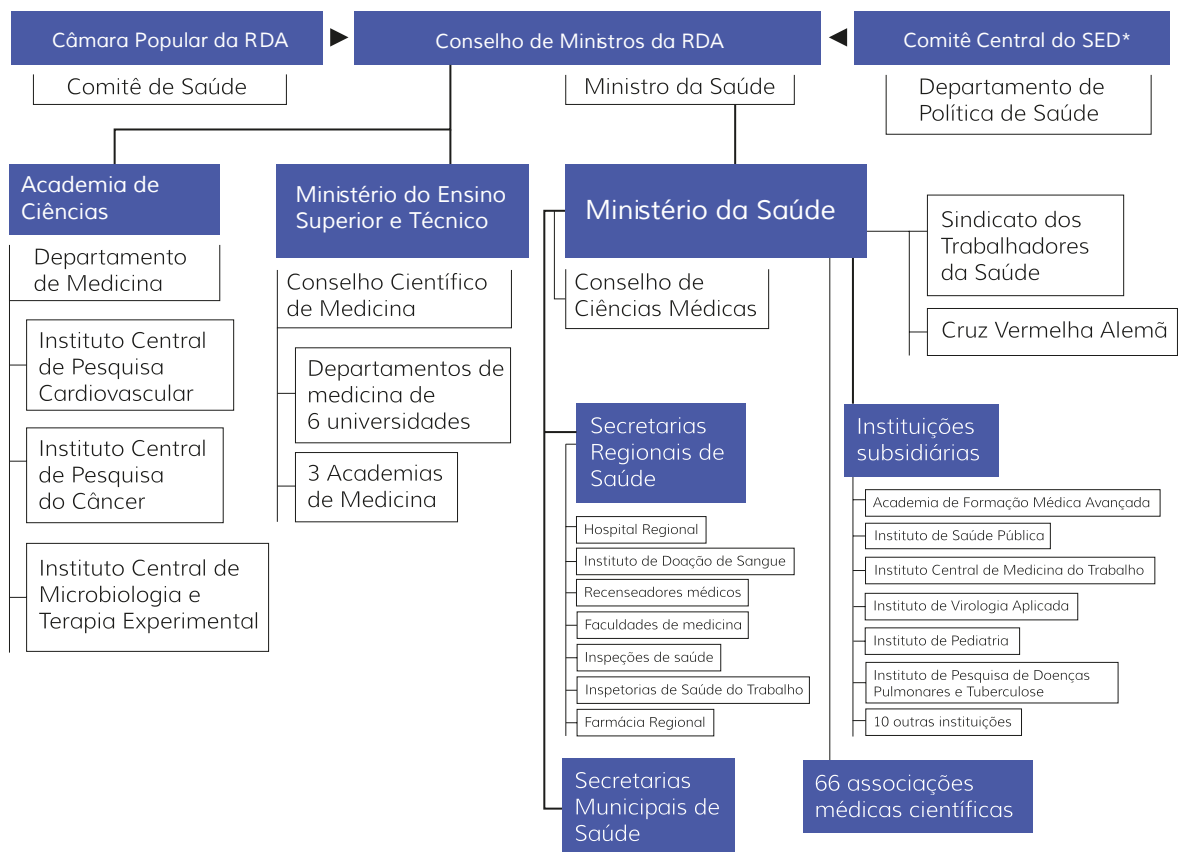 Câmara Popular da RDA
Conselho de Ministros da RDA
Comitê Central do SED*
Comitê de Saúde
Ministro da Saúde
Departamento de
Política de Saúde
Academia de
Ciências
Departamento
de Medicina
Instituto Central
de Pesquisa
Cardiovascular
Instituto Central
de Pesquisa
do Câncer
Instituto Central de
Microbiologia e
Terapia Experimental
Ministério do Ensino
Superior e Técnico
Conselho Científico
de Medicina
Departamentos de
medicina de
6 universidades
3 Academias
de Medicina
Ministério da Saúde
Conselho de
Ciências Médicas
Sindicato dos
Trabalhadores
da Saúde
Cruz Vermelha Alemã
Secretarias
Regionais de
Saúde
Hospital Regional
Instituto de Doação de Sangue
Recenseadores médicos
Faculdades de medicina
Inspeções de saúde
Inspetorias de Saúde do Trabalho
Farmácia Regional
Secretarias
Municipais de
Saúde
Instituições
subsidiárias
Academia de Formação Médica Avançada
Instituto de Saúde Pública
Instituto Central de Medicina do Trabalho
Instituto de Virologia Aplicada
Instituto de Pediatria
Instituto de Pesquisa de Doenças
Pulmonares e Tuberculose
10 outras instituições
66 associações
médicas científicas